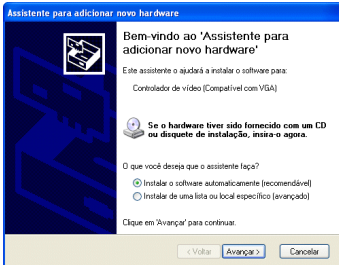 Assistente para adicionar novo hardware
Bem-vindo ao 'Assistente para
adicionar novo hardware'
Este assistente o ajudará a instalar o software para:
Controlador de vídeo (Compatível com VGA)
Se o hardware tiver sido fornecido com um CD
ou disquete de instalação, insira-o agora.
O que você deseja que o assistente faça?
Instalar o software automaticamente (recomendável)
Instalar de uma lista ou local específico (avançado)
Clique em 'Avançar' para continuar.
< Voltar Avançar > Cancelar